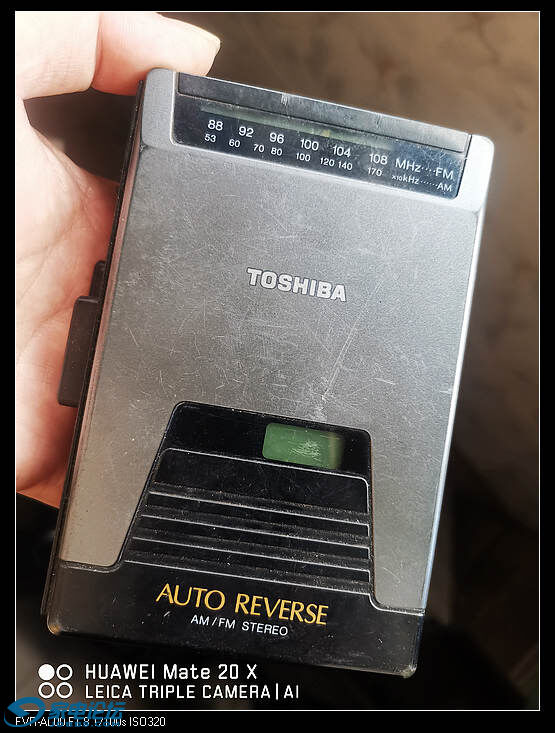 88 92 96 100 104 108 MHz····FM
53 60 70 80 100 120 140 170 x10kHz······AM
TOSHIBA
AUTO REVERSE
AM/FM STEREO
HUAWEI Mate 20 X
LEICA TRIPLE CAMERA | AI
ISO320